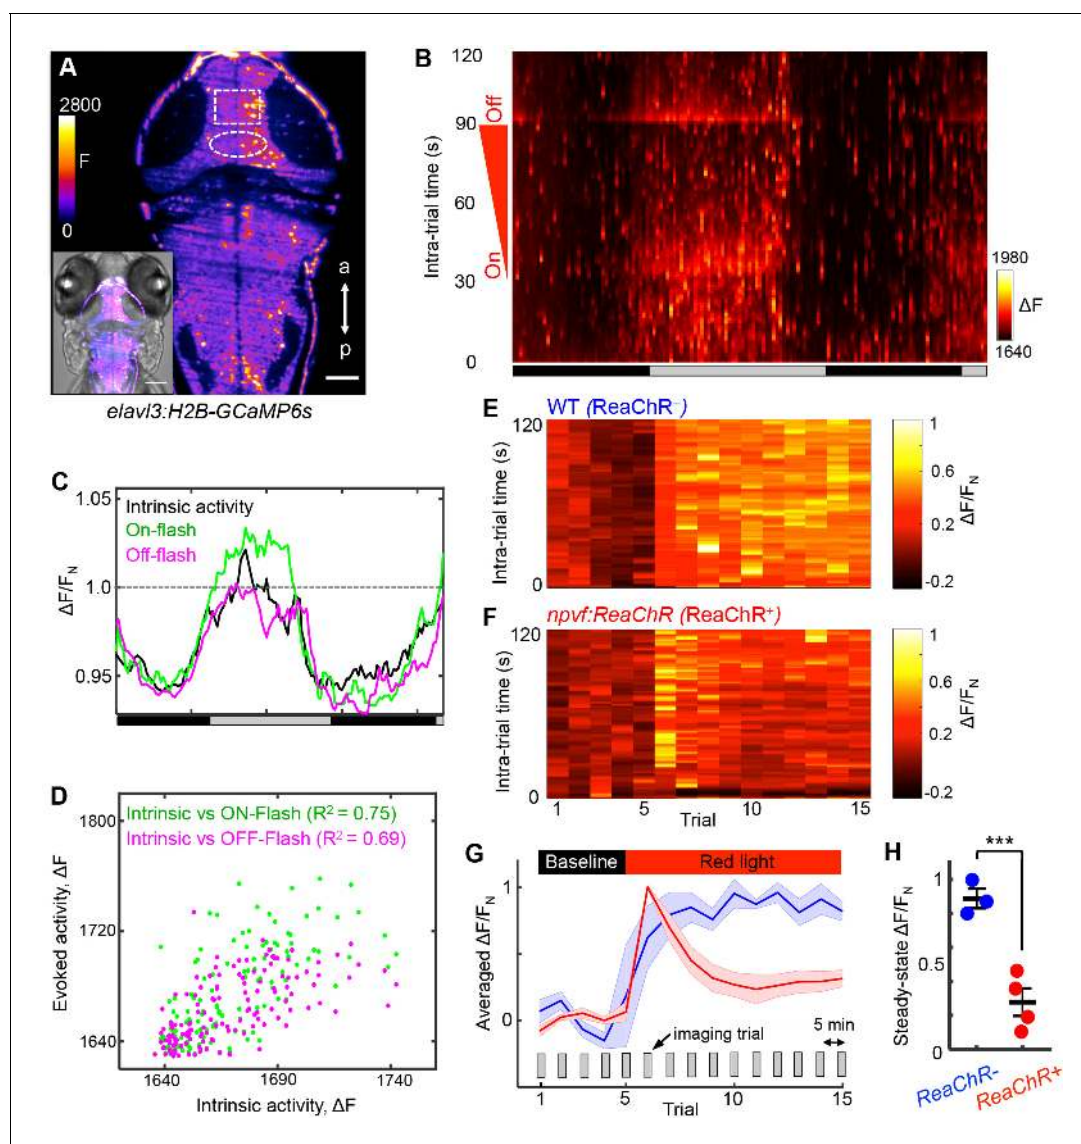 A
2800
F
0
a
p
elavl3:H2B-GCaMP6s
B
120
90
60
30
0
Intra-trial time (s)
Off
On
1980
ΔF
1640
C
1.05
1.0
0.95
ΔF/F_N
Intrinsic activity
On-flash
Off-flash
D
Intrinsic vs ON-Flash (R² = 0.75)
Intrinsic vs OFF-Flash (R² = 0.69)
1800
1720
1640
Evoked activity, ΔF
1640 1690 1740
Intrinsic activity, ΔF
E WT (ReaChR⁻)
120
0
Intra-trial time (s)
1
0.6
0.2
-0.2
ΔF/F_N
F npvf:ReaChR (ReaChR⁺)
120
0
Intra-trial time (s)
1 5 10 15
Trial
1
0.6
0.2
-0.2
ΔF/F_N
G
Baseline Red light
1
0
Averaged ΔF/F_N
imaging trial
5 min
1 5 10 15
Trial
H
***
1
0.5
0
Steady-state ΔF/F_N
ReaChR-
ReaChR+